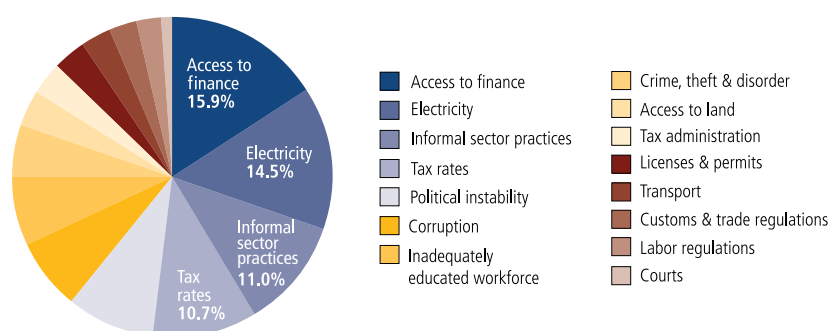 Access to
finance
15.9%
Electricity
14.5%
Informal
sector
practices
11.0%
Tax
rates
10.7%
Access to finance
Electricity
Informal sector practices
Tax rates
Political instability
Corruption
Inadequately
educated workforce
Crime, theft & disorder
Access to land
Tax administration
Licenses & permits
Transport
Customs & trade regulations
Labor regulations
Courts